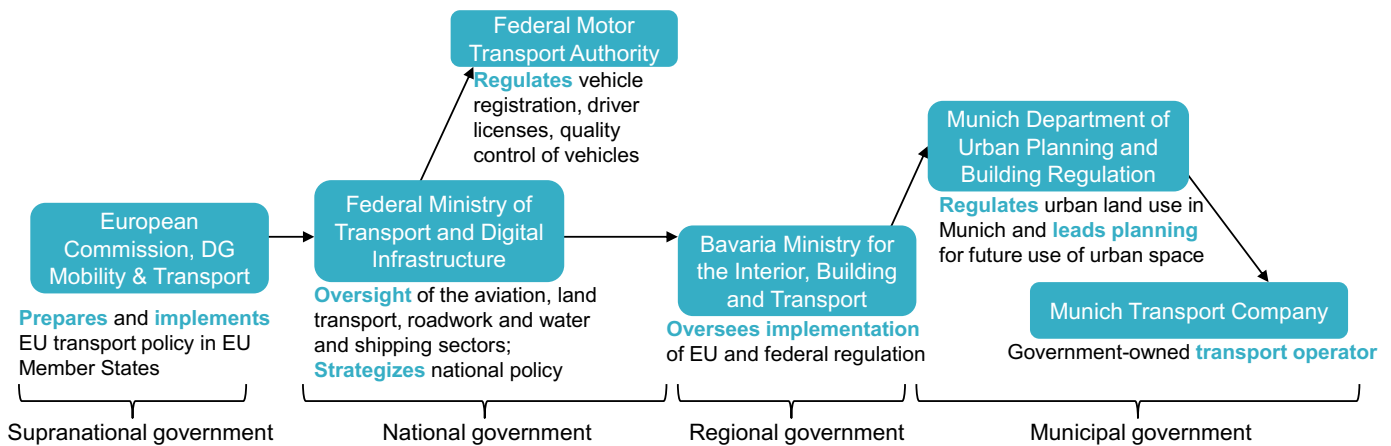 Federal Motor
Transport Authority
Regulates vehicle
registration, driver
licenses, quality
control of vehicles
European
Commission, DG
Mobility & Transport
Prepares and implements
EU transport policy in EU
Member States
Federal Ministry of
Transport and Digital
Infrastructure
Oversight of the aviation, land
transport, roadwork and water
and shipping sectors;
Strategizes national policy
Bavaria Ministry for
the Interior, Building
and Transport
Oversees implementation
of EU and federal regulation
Munich Department of
Urban Planning and
Building Regulation
Regulates urban land use in
Munich and leads planning
for future use of urban space
Munich Transport Company
Government-owned transport operator
Supranational government
National government
Regional government
Municipal government